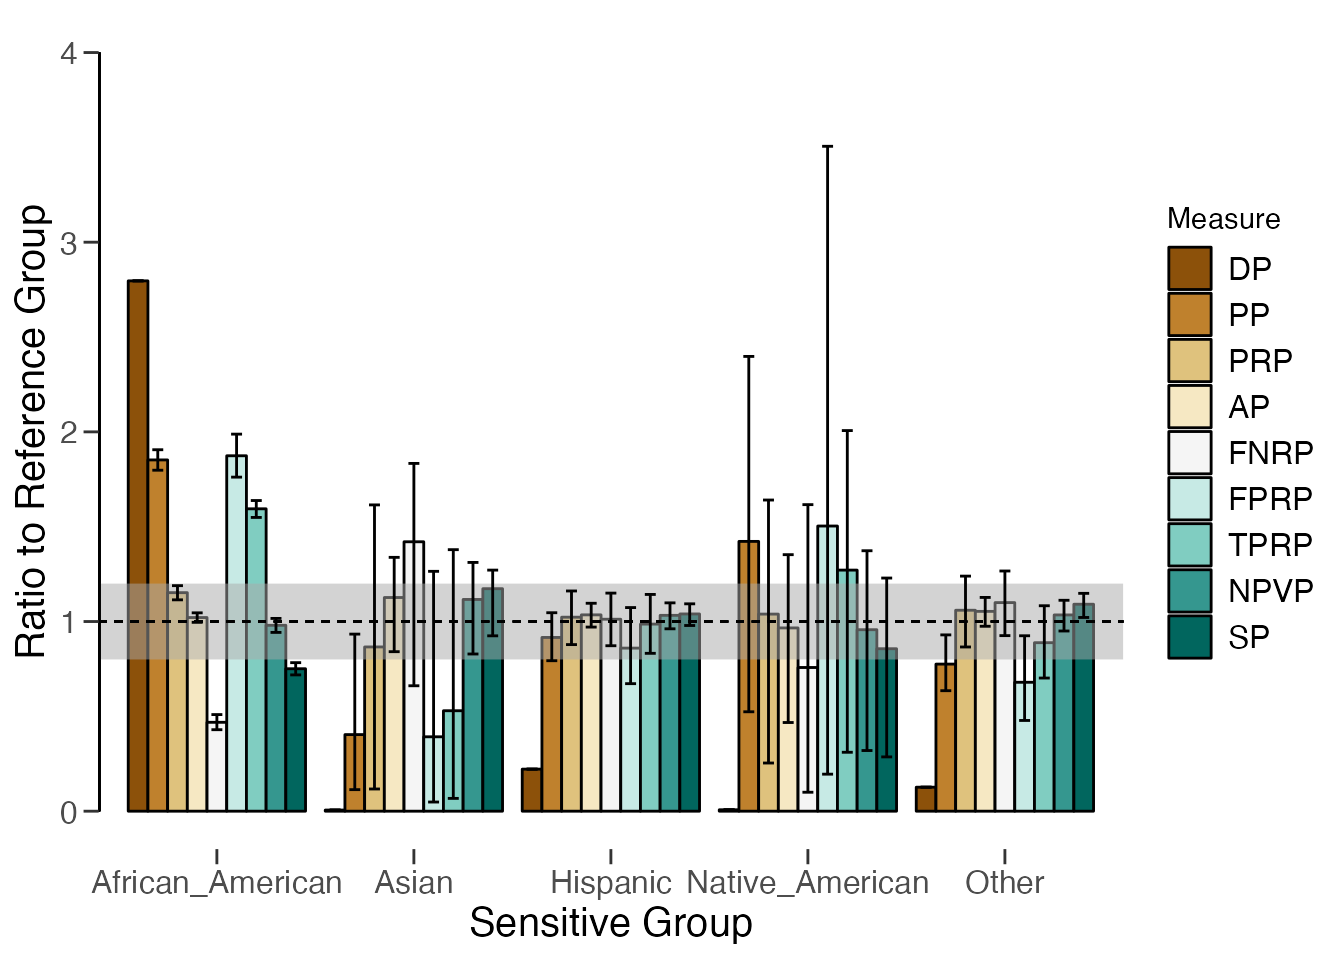 4
3
2
1
0
Ratio to Reference Group
African_American
Asian
Hispanic
Native_American
Other
Sensitive Group
Measure
DP
PP
PRP
AP
FNRP
FPRP
TPRP
NPVP
SP